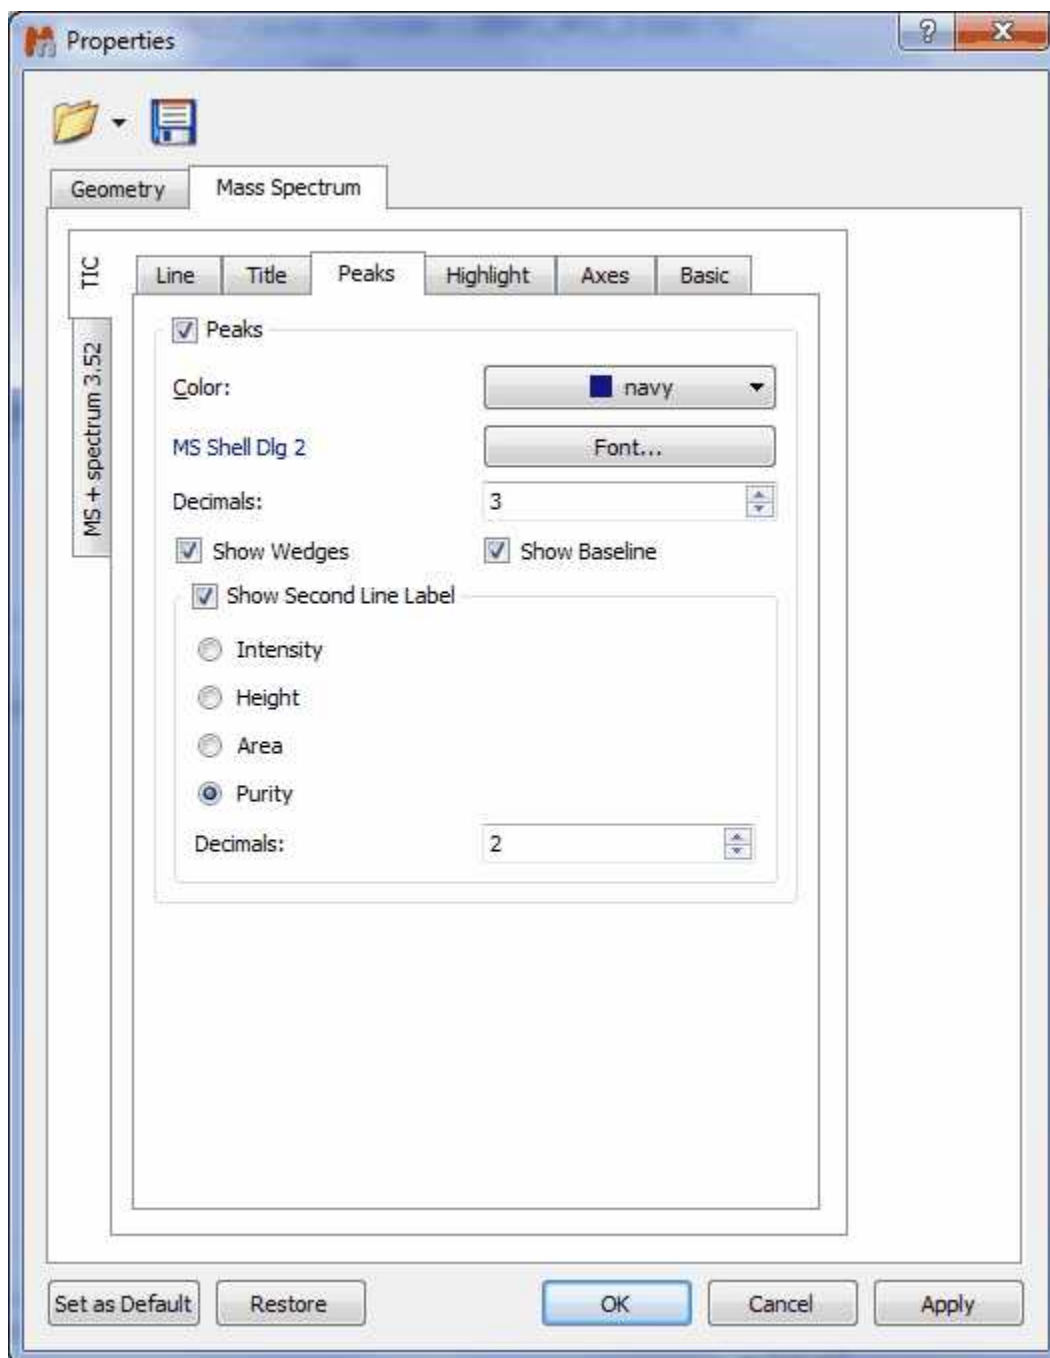 Properties
Geometry Mass Spectrum
TIC
MS + spectrum 3.52
Line Title Peaks Highlight Axes Basic
Peaks
Color: navy
MS Shell Dlg 2 Font...
Decimals: 3
Show Wedges Show Baseline
Show Second Line Label
Intensity
Height
Area
Purity
Decimals: 2
Set as Default Restore OK Cancel Apply